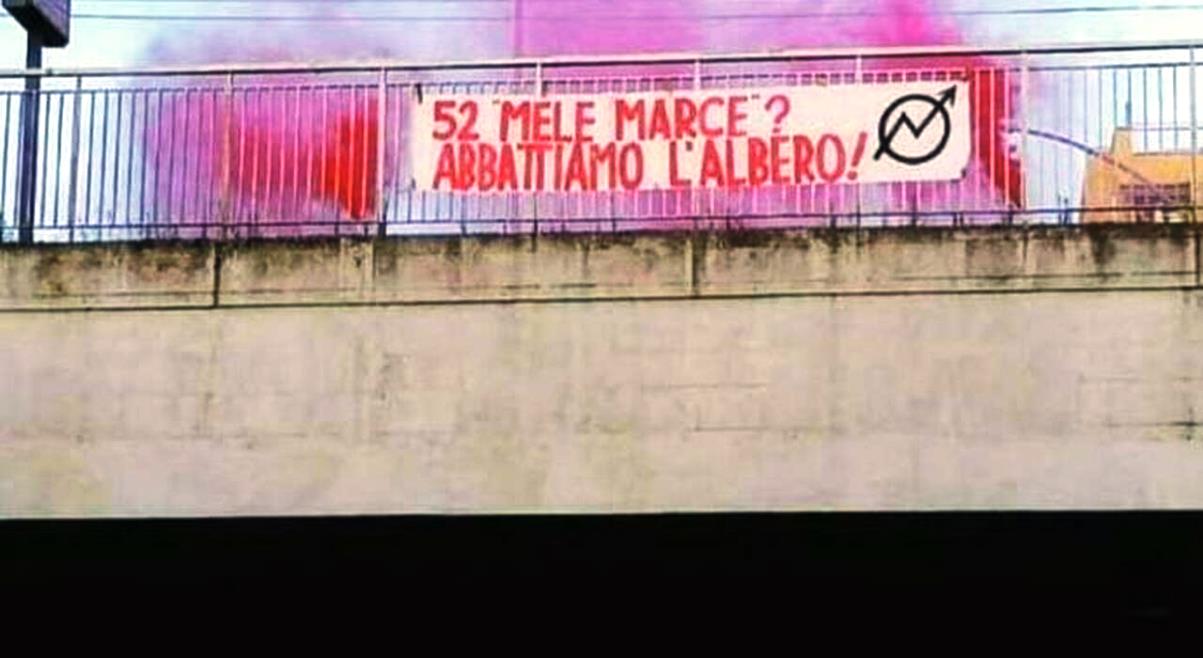 52 "MELE MARCE"?
ABBATTIAMO L'ALBERO!